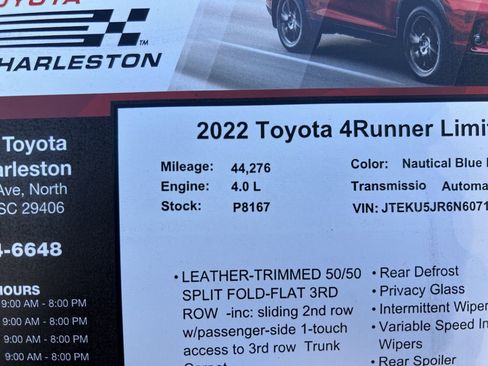 TOYOTA
CHARLESTON
TM
Toyota
Charleston
Ave, North
SC 29406
4-6648
HOURS
9:00 AM - 8:00 PM
9:00 AM - 8:00 PM
9:00 AM - 8:00 PM
9:00 AM - 8:00 PM
2022 Toyota 4Runner Limit
Mileage: 44,276 Color: Nautical Blue
Engine: 4.0 L Transmissio Automa
Stock: P8167 VIN: JTEKU5JR6N6071
• LEATHER-TRIMMED 50/50
SPLIT FOLD-FLAT 3RD
ROW -inc: sliding 2nd row
w/passenger-side 1-touch
access to 3rd row Trunk
Carpet
• Rear Defrost
• Privacy Glass
• Intermittent Wiper
• Variable Speed In
Wipers
• Rear Spoiler